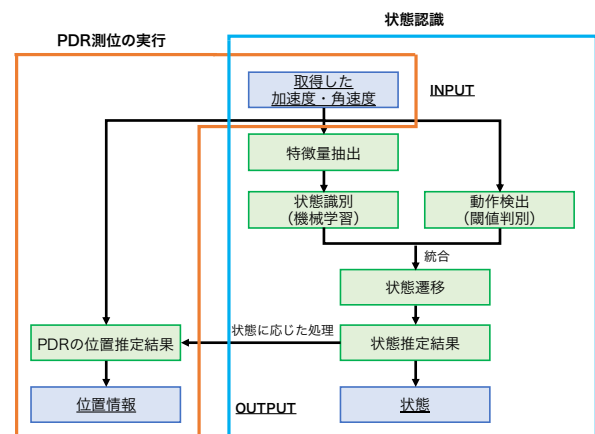 状態認識
PDR測位の実行
取得した
加速度・角速度
INPUT
特徴量抽出
状態識別
(機械学習)
動作検出
(閾値判別)
統合
状態遷移
状態に応じた処理
PDRの位置推定結果
状態推定結果
位置情報
OUTPUT
状態